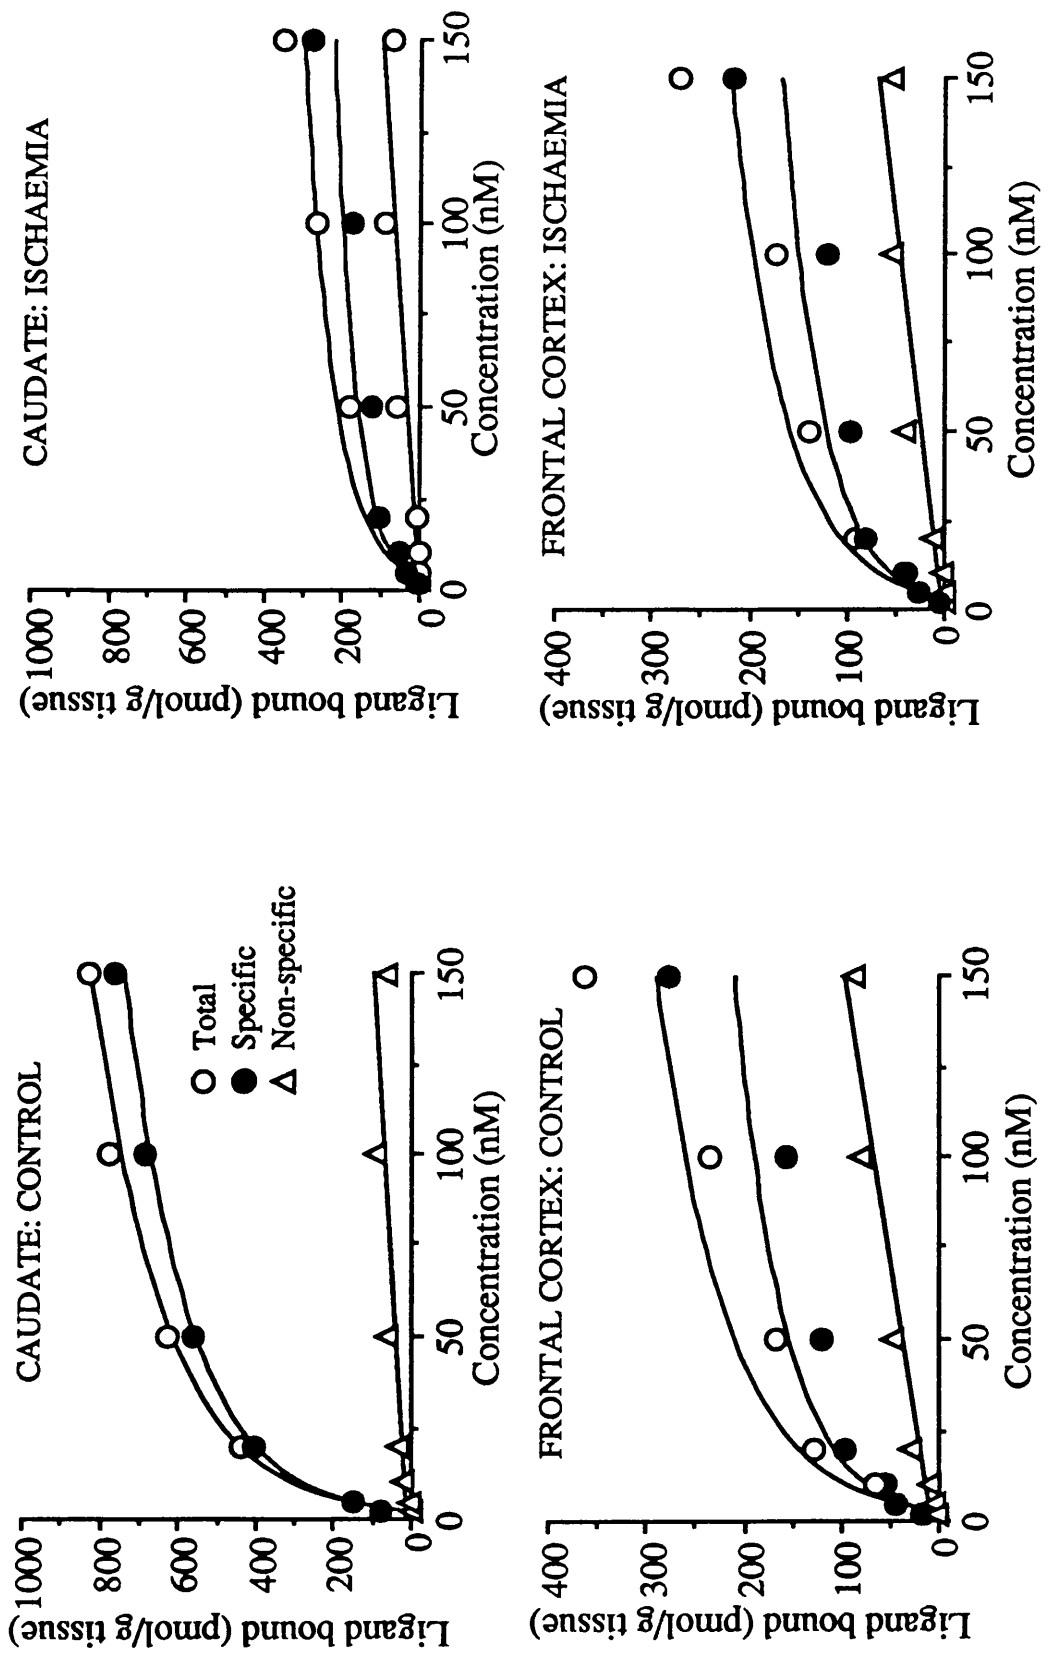 CAUDATE: CONTROL
Ligand bound (pmol/g tissue)
1000
800
600
400
200
0
0 50 100 150
Concentration (nM)
Total
Specific
Non-specific
CAUDATE: ISCHAEMIA
Ligand bound (pmol/g tissue)
1000
800
600
400
200
0
0 50 100 150
Concentration (nM)
FRONTAL CORTEX: CONTROL
Ligand bound (pmol/g tissue)
400
300
200
100
0
0 50 100 150
Concentration (nM)
FRONTAL CORTEX: ISCHAEMIA
Ligand bound (pmol/g tissue)
400
300
200
100
0
0 50 100 150
Concentration (nM)